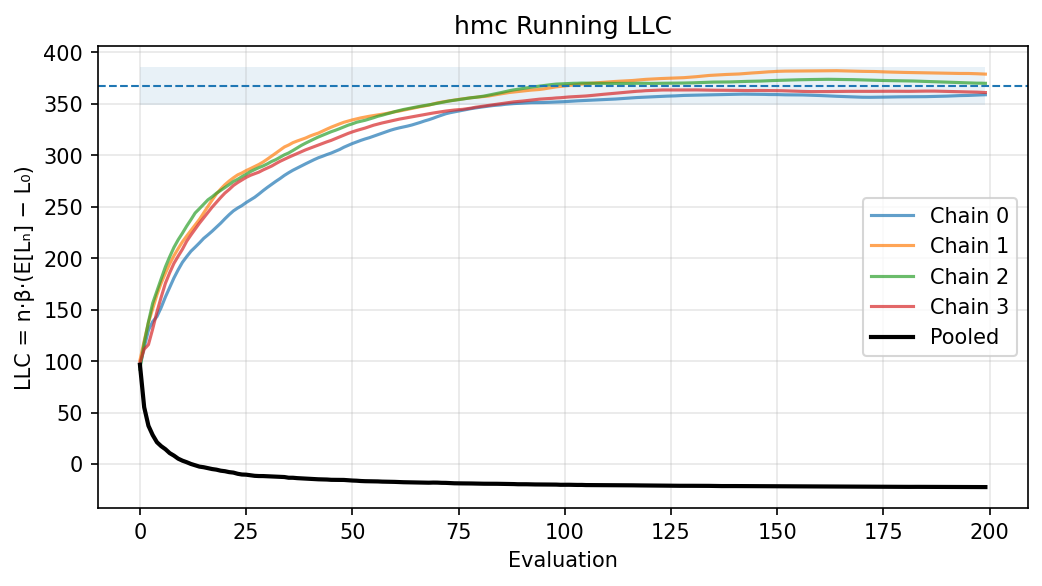 hmc Running LLC
LLC = n·β·(E[Lₙ] − L₀)
400
350
300
250
200
150
100
50
0
Chain 0
Chain 1
Chain 2
Chain 3
Pooled
0 25 50 75 100 125 150 175 200
Evaluation